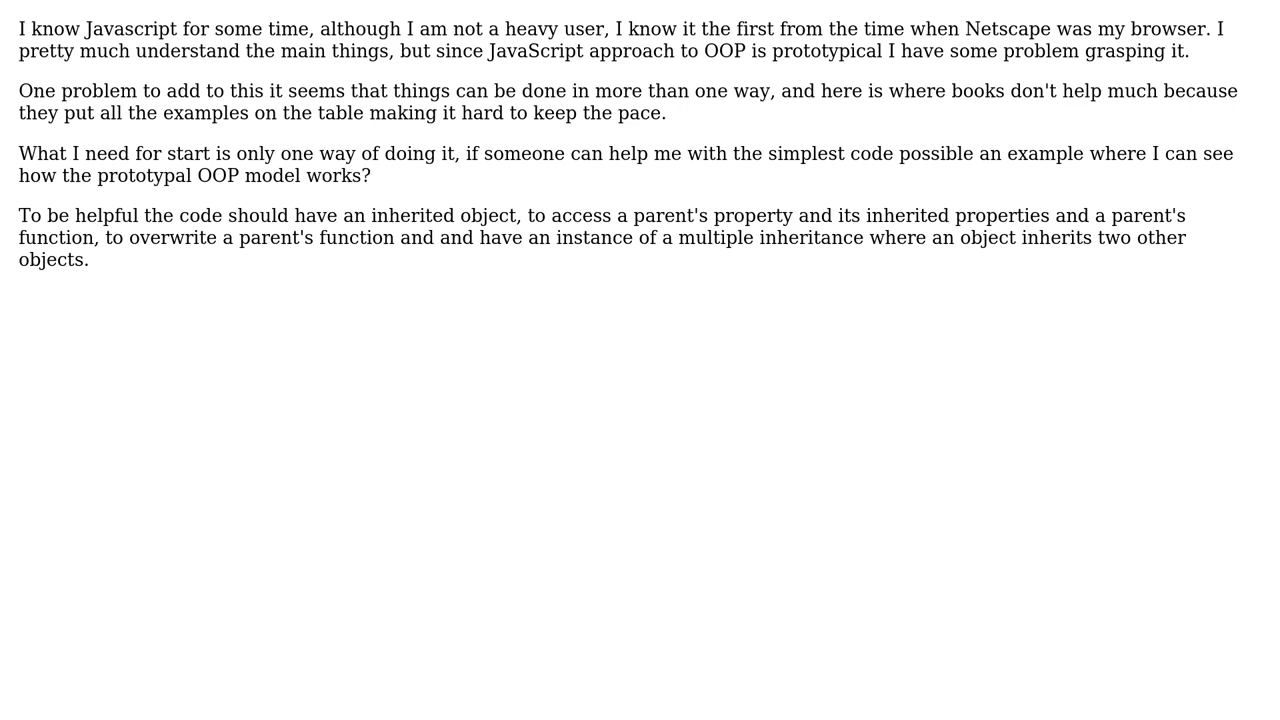 I know Javascript for some time, although I am not a heavy user, I know it the first from the time when Netscape was my browser. I
pretty much understand the main things, but since JavaScript approach to OOP is prototypical I have some problem grasping it.
One problem to add to this it seems that things can be done in more than one way, and here is where books don't help much because
they put all the examples on the table making it hard to keep the pace.
What I need for start is only one way of doing it, if someone can help me with the simplest code possible an example where I can see
how the prototypal OOP model works?
To be helpful the code should have an inherited object, to access a parent's property and its inherited properties and a parent's
function, to overwrite a parent's function and and have an instance of a multiple inheritance where an object inherits two other
objects.